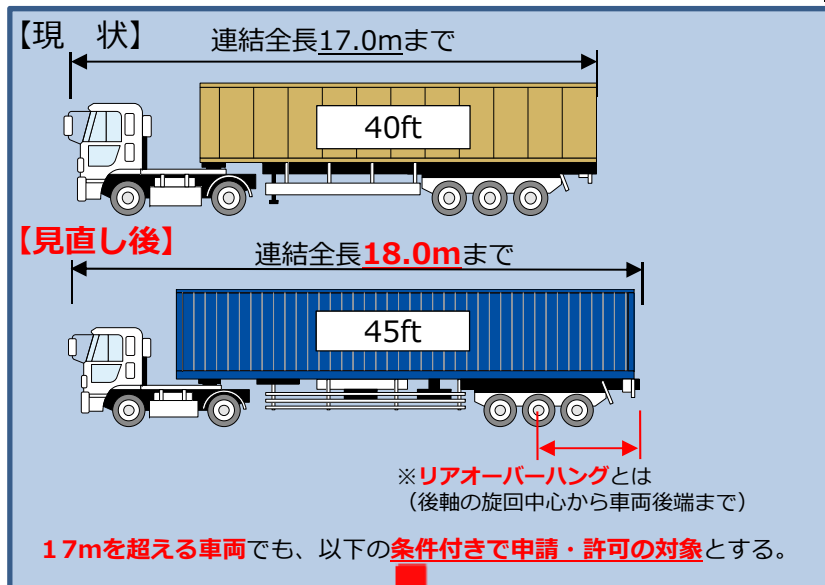 【現　状】
連結全長17.0mまで
40ft
【見直し後】
連結全長18.0mまで
45ft
※リアオーバーハングとは
（後軸の旋回中心から車両後端まで）
１7mを超える車両でも、以下の条件付きで申請・許可の対象とする。